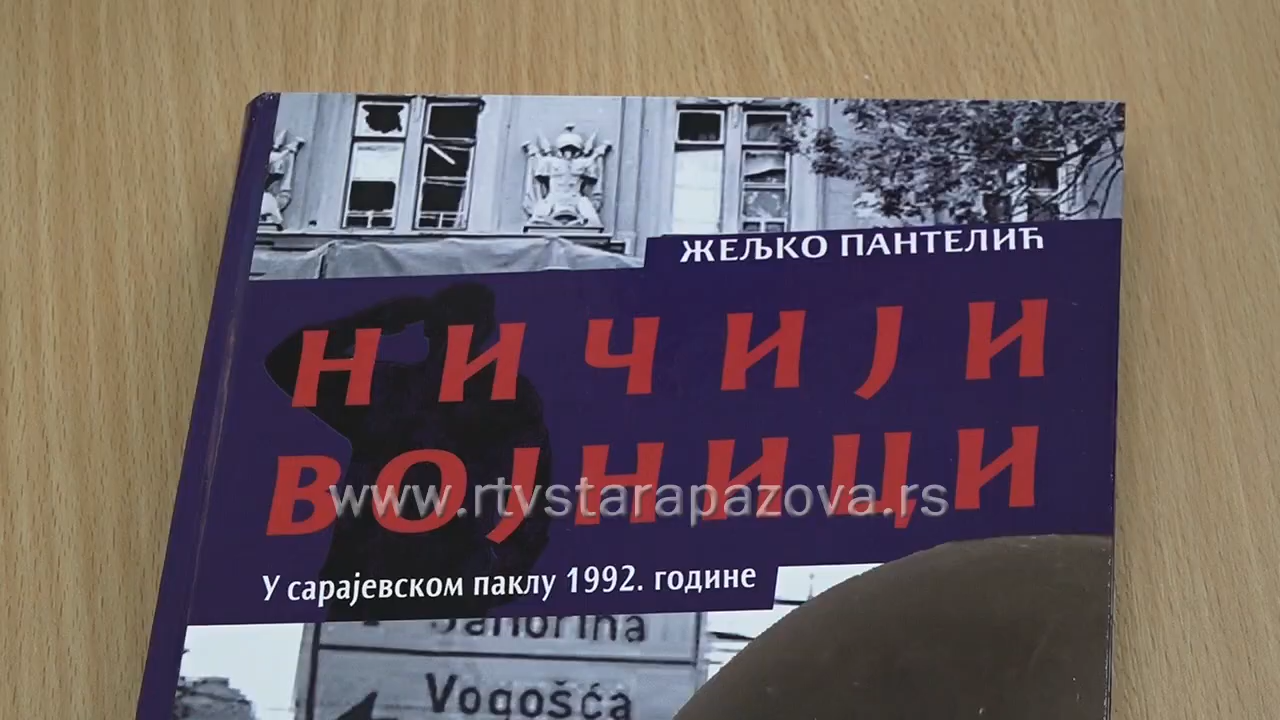 ЖЕЉКО ПАНТЕЛИЋ
НИЧИЈИ
ВОЈНИЦИ
www.rtvstarapazova.rs
У сарајевском паклу 1992. године
Jahorina
Vogošća